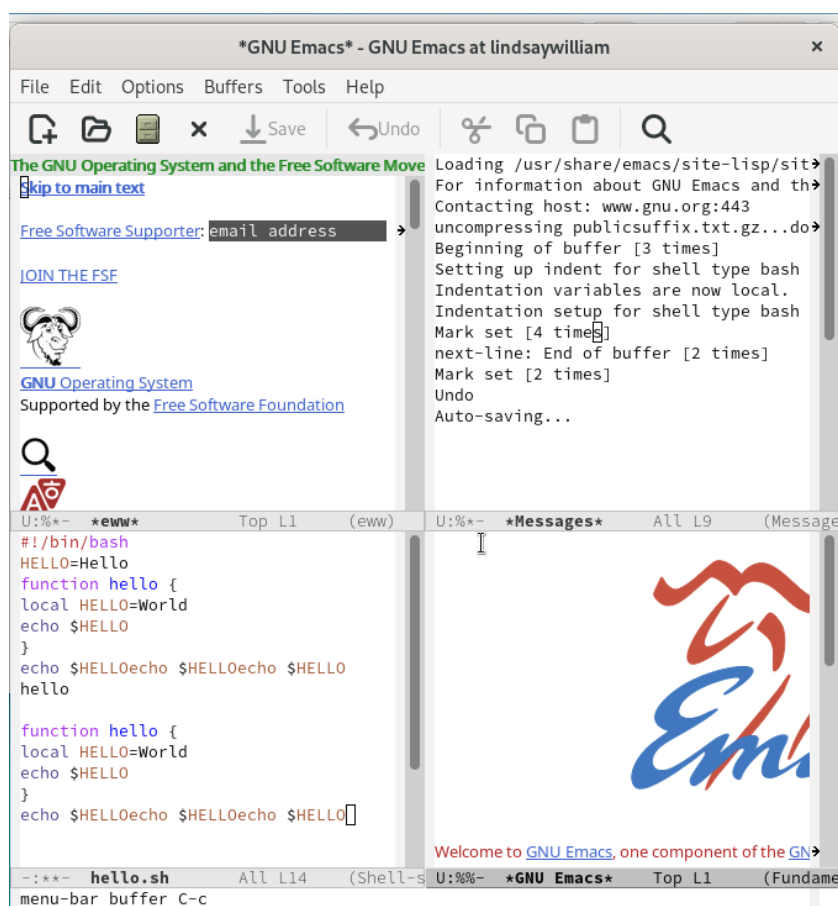 *GNU Emacs* - GNU Emacs at lindsaywilliam
File Edit Options Buffers Tools Help
Save Undo
The GNU Operating System and the Free Software Move
Skip to main text
Free Software Supporter: email address
JOIN THE FSF
GNU Operating System
Supported by the Free Software Foundation
U:%*- *eww* Top L1 (eww)
Loading /usr/share/emacs/site-lisp/sit
For information about GNU Emacs and th
Contacting host: www.gnu.org:443
uncompressing publicsuffix.txt.gz...do
Beginning of buffer [3 times]
Setting up indent for shell type bash
Indentation variables are now local.
Indentation setup for shell type bash
Mark set [4 times]
next-line: End of buffer [2 times]
Mark set [2 times]
Undo
Auto-saving...
U:%*- *Messages* All L9 (Message
#!/bin/bash
HELLO=Hello
function hello {
local HELLO=World
echo $HELLO
}
echo $HELLOecho $HELLOecho $HELLO
hello
function hello {
local HELLO=World
echo $HELLO
}
echo $HELLOecho $HELLOecho $HELLO
-:**- hello.sh All L14 (Shell-s
Em
Welcome to GNU Emacs, one component of the GN
U:%%- *GNU Emacs* Top L1 (Fundame
menu-bar buffer C-c